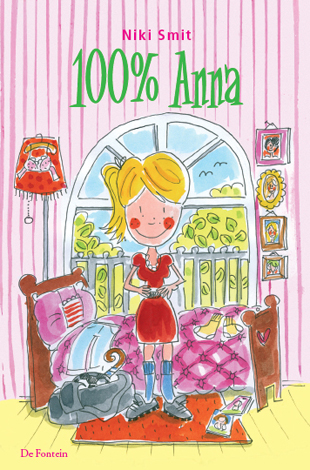 Niki Smit
100% Anna
De Fontein